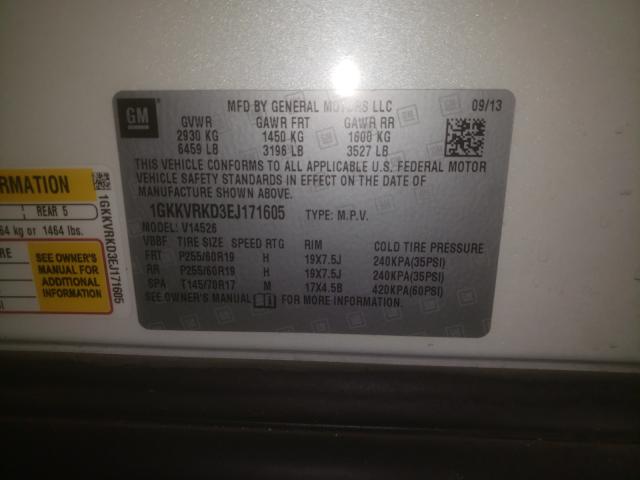 GM
MFD BY GENERAL MOTORS LLC 09/13
GVWR GAWR FRT GAWR RR
2930 KG 1450 KG 1600 KG
6459 LB 3196 LB 3527 LB
THIS VEHICLE CONFORMS TO ALL APPLICABLE U.S. FEDERAL MOTOR
VEHICLE SAFETY STANDARDS IN EFFECT ON THE DATE OF
MANUFACTURE SHOWN ABOVE.
1GKKVRKD3EJ171605 TYPE: M.P.V.
MODEL: V14526
VBBF TIRE SIZE SPEED RTG RIM COLD TIRE PRESSURE
FRT P255/60R19 H 19X7.5J 240KPA(35PSI)
RR P255/60R19 H 19X7.5J 240KPA(35PSI)
SPA T145/70R17 M 17X4.5B 420KPA(60PSI)
SEE OWNER'S MANUAL FOR MORE INFORMATION
RMATION
REAR 5
64 kg or 1464 lbs.
SEE OWNER'S
MANUAL FOR
ADDITIONAL
INFORMATION
1GKKVRKD3EJ171605